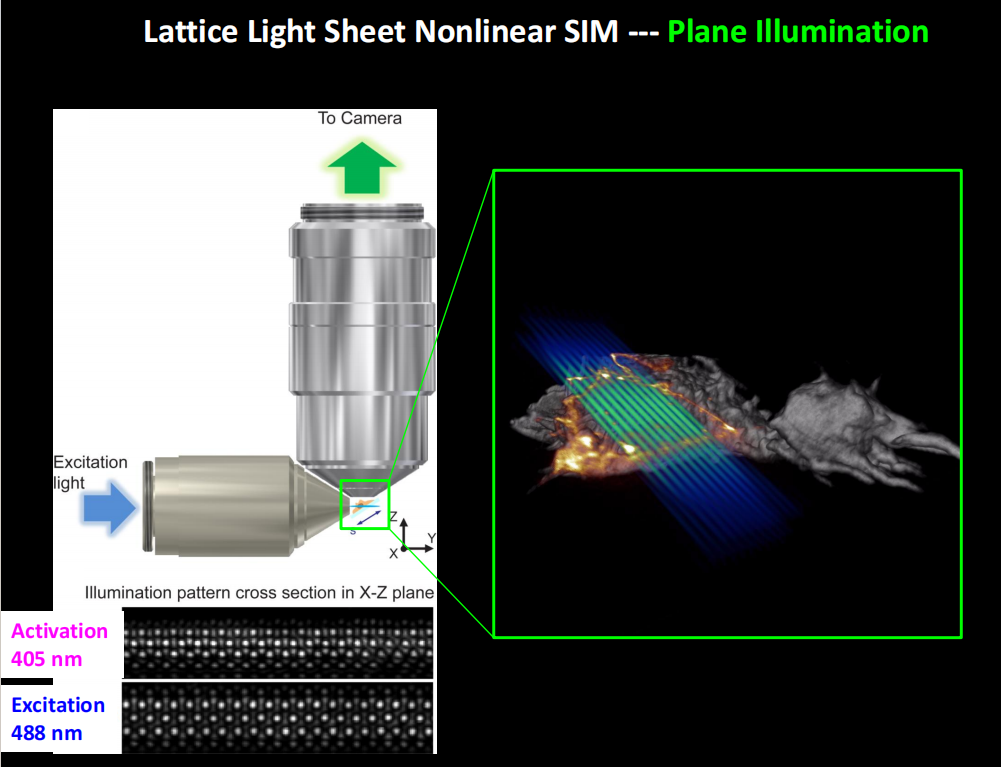 Lattice Light Sheet Nonlinear SIM --- Plane Illumination
To Camera
Excitation
light
s
Z
Y
X
Illumination pattern cross section in X-Z plane
Activation
405 nm
Excitation
488 nm